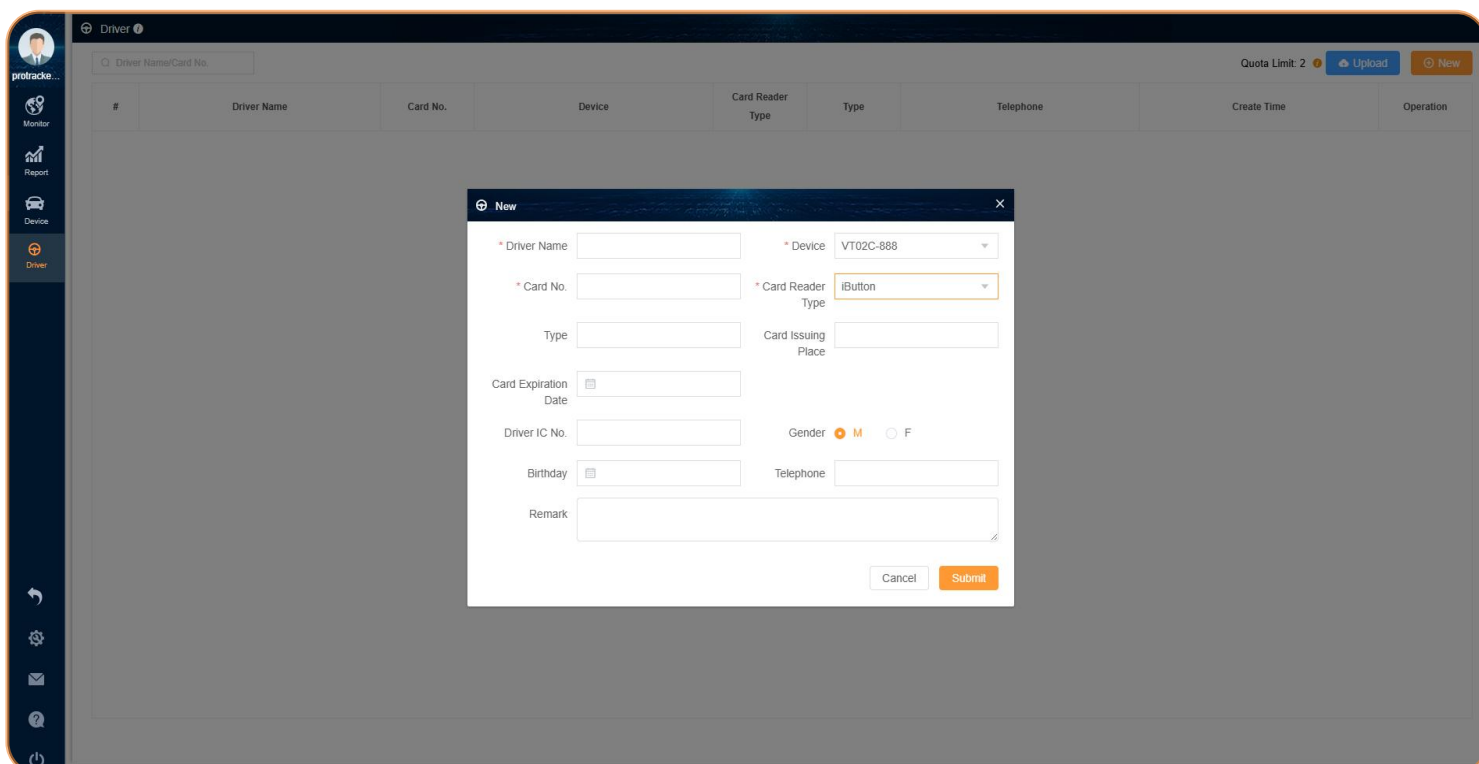 Driver
protracke...
Driver Name/Card No.
Quota Limit: 2
Upload
New
Monitor
Report
Device
Driver
# Driver Name Card No. Device Card Reader Type Type Telephone Create Time Operation
New
* Driver Name
* Device VT02C-888
* Card No.
* Card Reader Type iButton
Type
Card Issuing Place
Card Expiration Date
Driver IC No.
Gender M F
Birthday
Telephone
Remark
Cancel
Submit